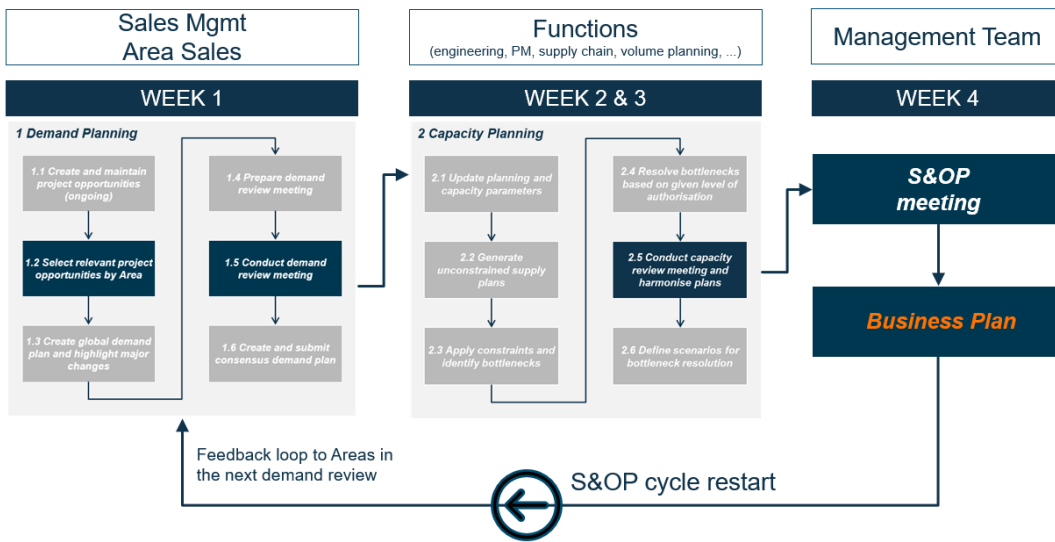 Sales Mgmt
Area Sales
WEEK 1
1 Demand Planning
1.1 Create and maintain
project opportunities
(ongoing)
1.2 Select relevant project
opportunities by Area
1.3 Create global demand
plan and highlight major
changes
1.4 Prepare demand
review meeting
1.5 Conduct demand
review meeting
1.6 Create and submit
consensus demand plan
Functions
(engineering, PM, supply chain, volume planning, ...)
WEEK 2 & 3
2 Capacity Planning
2.1 Update planning and
capacity parameters
2.2 Generate
unconstrained supply
plans
2.3 Apply constraints and
identify bottlenecks
2.4 Resolve bottlenecks
based on given level of
authorisation
2.5 Conduct capacity
review meeting and
harmonise plans
2.6 Define scenarios for
bottleneck resolution
Management Team
WEEK 4
S&OP
meeting
Business Plan
Feedback loop to Areas in
the next demand review
S&OP cycle restart